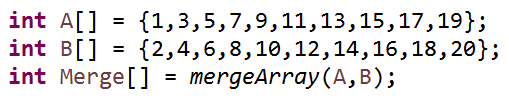 int A[] = {1,3,5,7,9,11,13,15,17,19};
int B[] = {2,4,6,8,10,12,14,16,18,20};
int Merge[] = mergeArray(A,B);